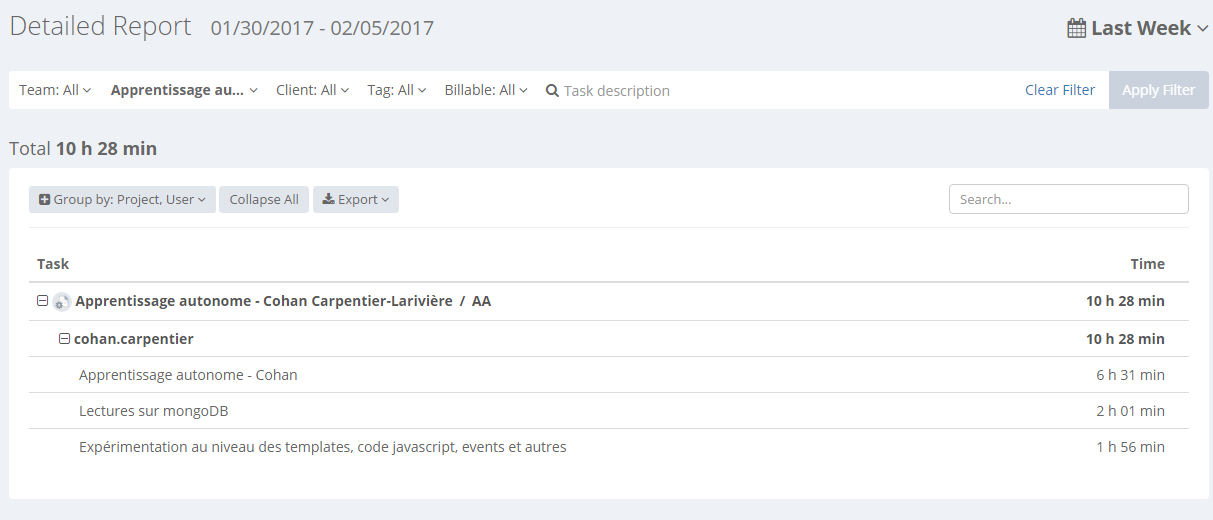 Detailed Report 01/30/2017 - 02/05/2017 Last Week
Team: All Apprentissage au... Client: All Tag: All Billable: All Task description Clear Filter Apply Filter
Total 10 h 28 min
Group by: Project, User Collapse All Export Search...
Task Time
Apprentissage autonome - Cohan Carpentier-Larivière / AA 10 h 28 min
cohan.carpentier 10 h 28 min
Apprentissage autonome - Cohan 6 h 31 min
Lectures sur mongoDB 2 h 01 min
Expérimentation au niveau des templates, code javascript, events et autres 1 h 56 min